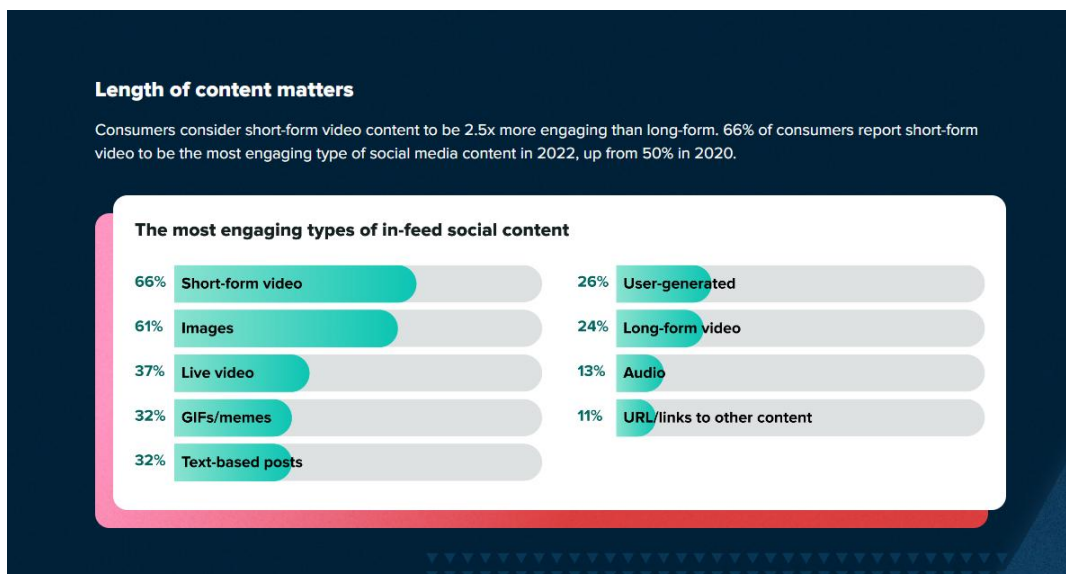 Length of content matters
Consumers consider short-form video content to be 2.5x more engaging than long-form. 66% of consumers report short-form
video to be the most engaging type of social media content in 2022, up from 50% in 2020.
The most engaging types of in-feed social content
66% Short-form video
61% Images
37% Live video
32% GIFs/memes
32% Text-based posts
26% User-generated
24% Long-form video
13% Audio
11% URL/links to other content